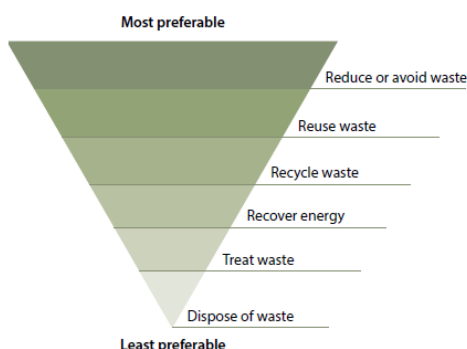 Most preferable
Reduce or avoid waste
Reuse waste
Recycle waste
Recover energy
Treat waste
Dispose of waste
Least preferable